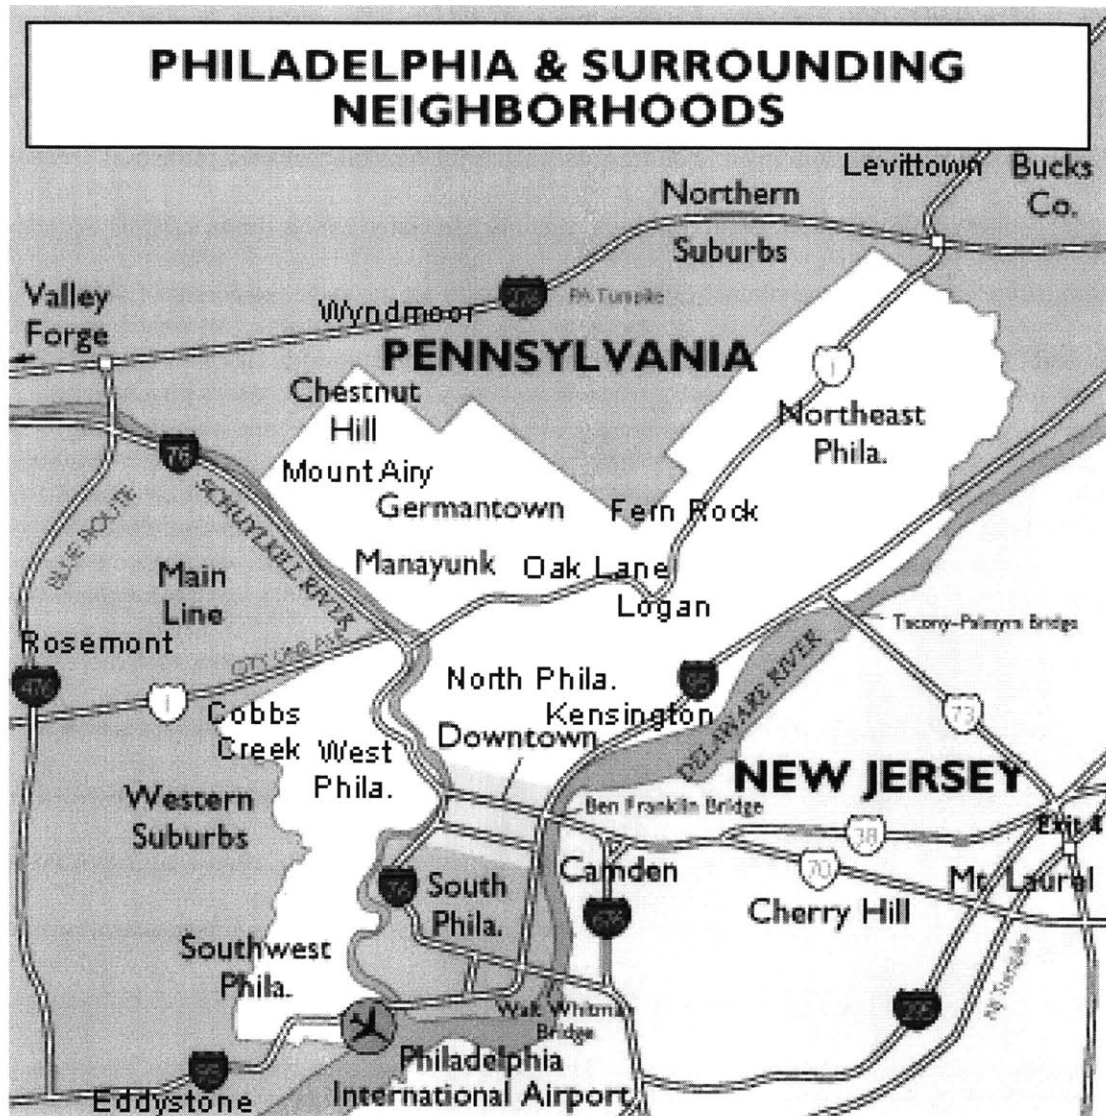 PHILADELPHIA & SURROUNDING
NEIGHBORHOODS
Levittown
Bucks
Co.
Northern
Suburbs
Valley
Forge
Wyndmoor
276
PA Turnpike
PENNSYLVANIA
1
Chestnut
Hill
Northeast
Phila.
76
Mount Airy
Germantown
Fern Rock
SCHUYLKILL RIVER
BLUE ROUTE
Manayunk
Oak Lane
Main
Line
Logan
Tacony-Palmyra Bridge
Rosemont
CITY LINE AVE
476
1
North Phila.
95
DELAWARE RIVER
73
Cobbs
Creek
Kensington
Downtown
West
Phila.
NEW JERSEY
Western
Suburbs
Ben Franklin Bridge
38
Exit 4
Camden
70
Mt. Laurel
76
South
Phila.
676
Cherry Hill
Southwest
Phila.
295
NJ Turnpike
Walt Whitman
Bridge
Philadelphia
International Airport
95
Eddystone